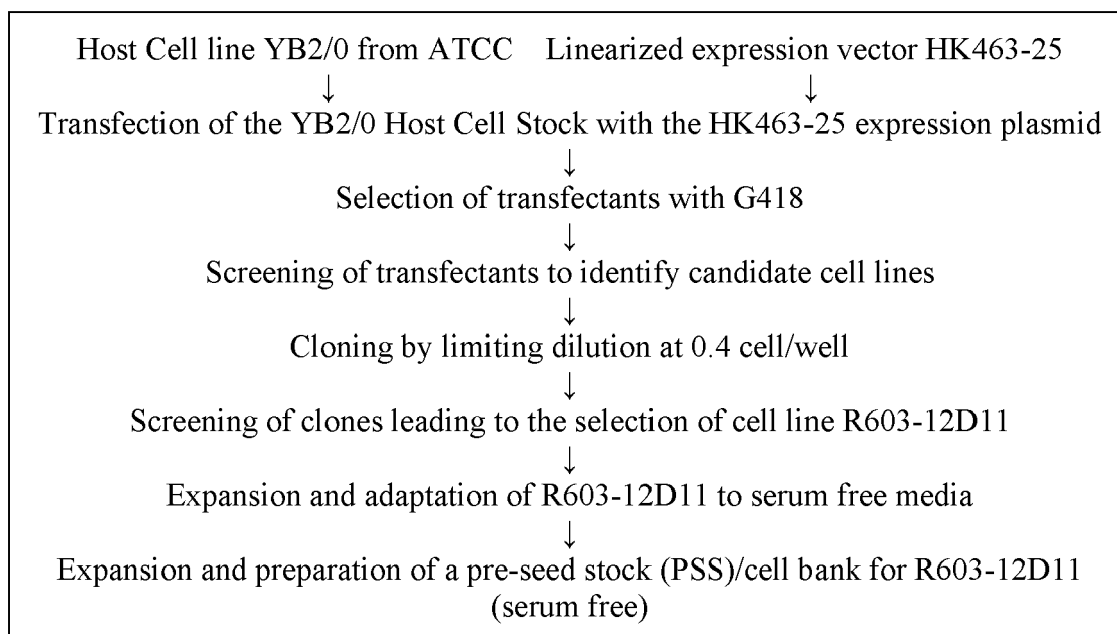 Host Cell line YB2/0 from ATCC Linearized expression vector HK463-25
↓ ↓
Transfection of the YB2/0 Host Cell Stock with the HK463-25 expression plasmid
↓
Selection of transfectants with G418
↓
Screening of transfectants to identify candidate cell lines
↓
Cloning by limiting dilution at 0.4 cell/well
↓
Screening of clones leading to the selection of cell line R603-12D11
↓
Expansion and adaptation of R603-12D11 to serum free media
↓
Expansion and preparation of a pre-seed stock (PSS)/cell bank for R603-12D11
(serum free)